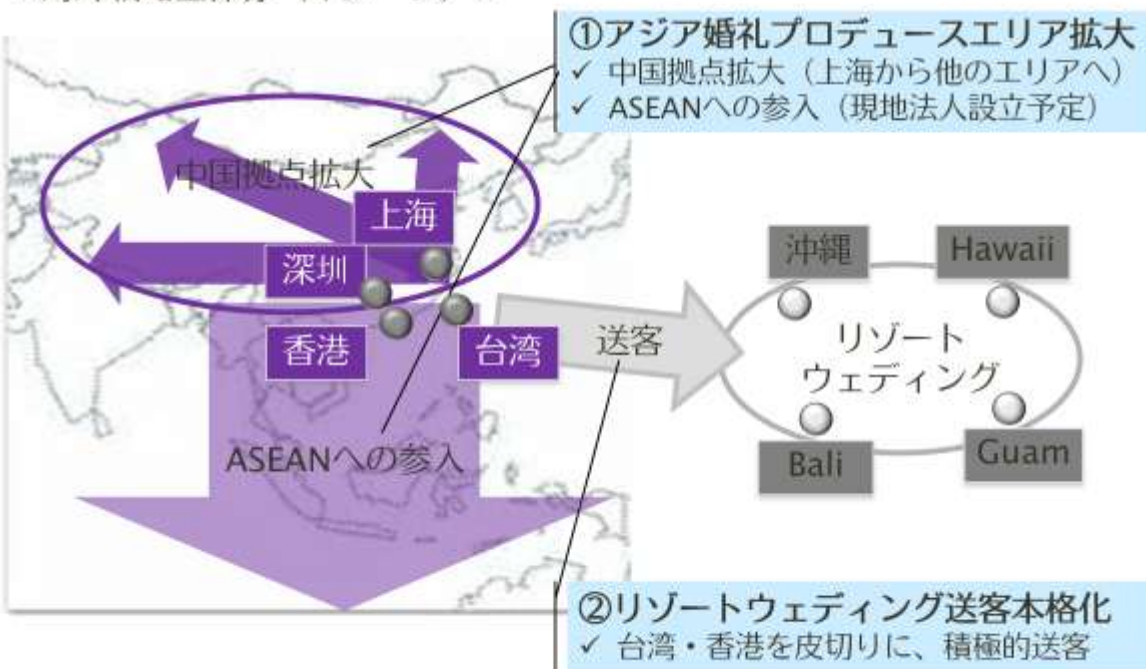 ①アジア婚礼プロデュースエリア拡大
✓ 中国拠点拡大（上海から他のエリアへ）
✓ ASEANへの参入（現地法人設立予定）
中国拠点拡大
上海
深圳
香港
台湾
ASEANへの参入
送客
沖縄
Hawaii
リゾート
ウェディング
Bali
Guam
②リゾートウェディング送客本格化
✓ 台湾・香港を皮切りに、積極的送客